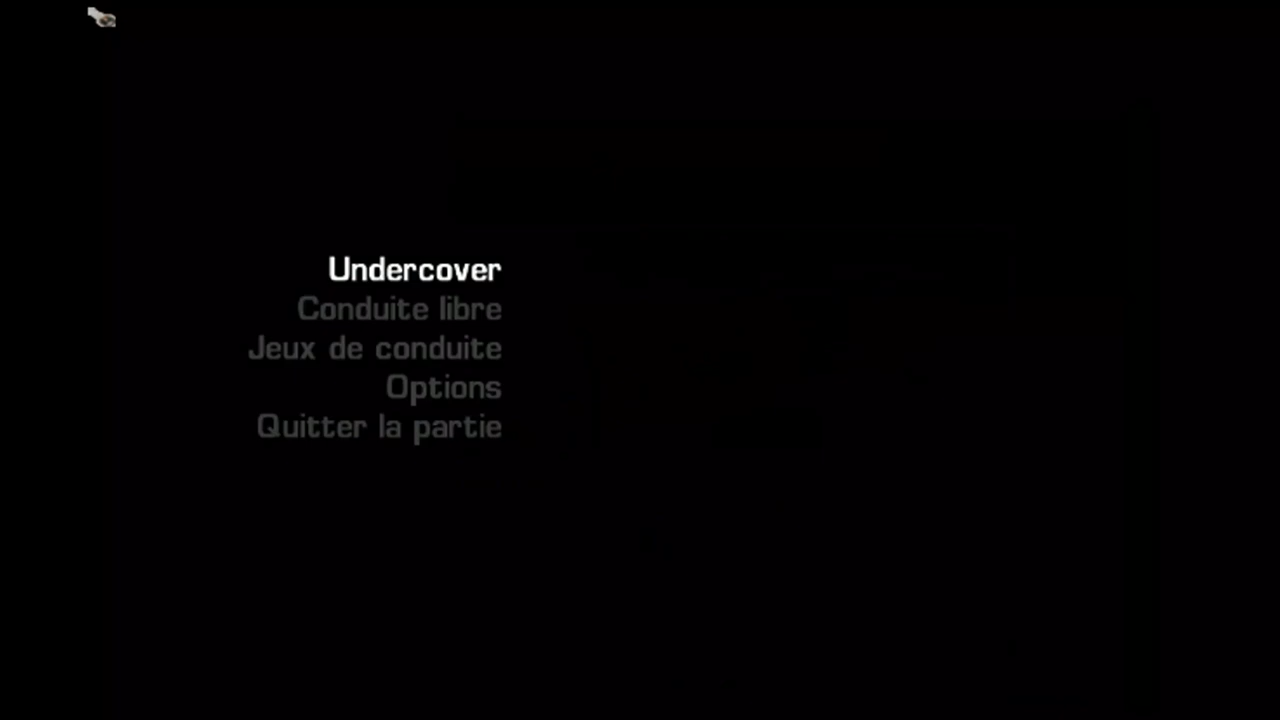 Undercover
Conduite libre
Jeux de conduite
Options
Quitter la partie